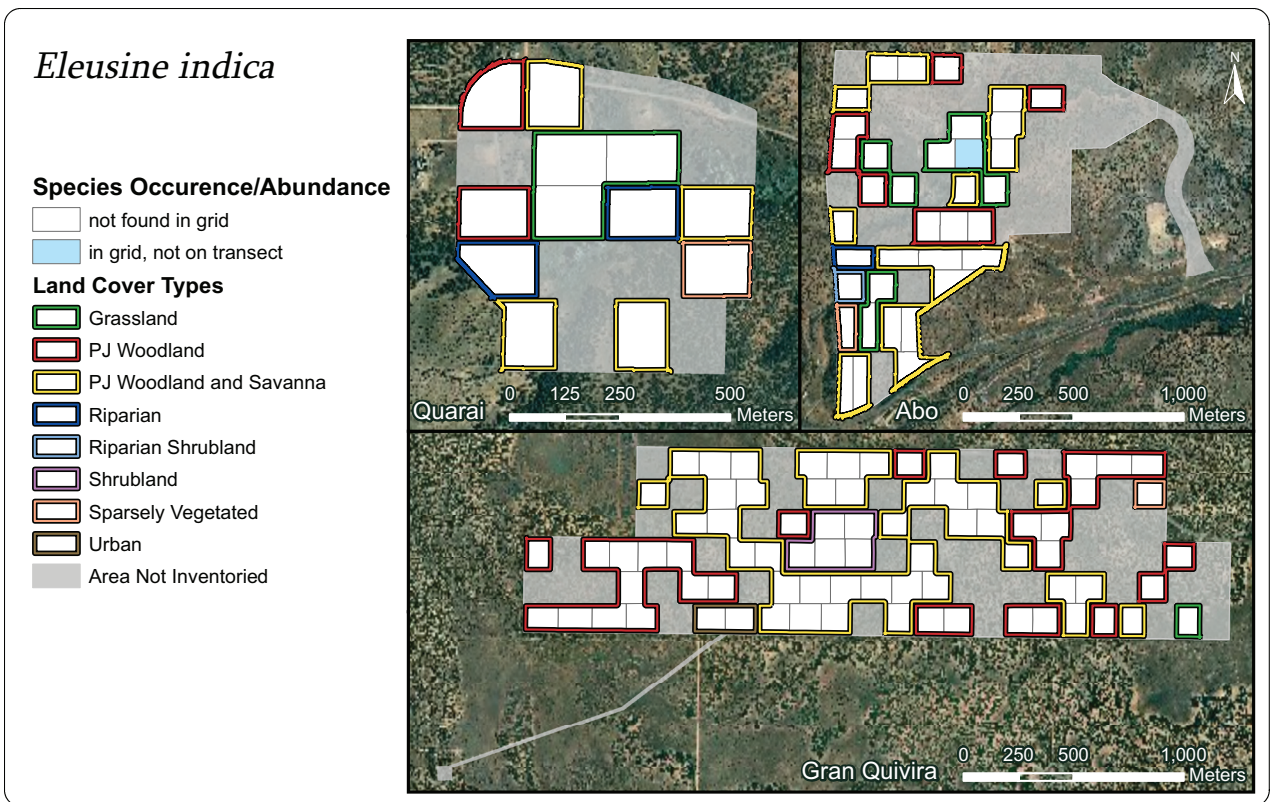 Eleusine indica
Species Occurence/Abundance
not found in grid
in grid, not on transect
Land Cover Types
Grassland
PJ Woodland
PJ Woodland and Savanna
Riparian
Riparian Shrubland
Shrubland
Sparsely Vegetated
Urban
Area Not Inventoried
0 125 250 500
Quarai
Meters
N
0 250 500 1,000
Abo
Meters
0 250 500 1,000
Gran Quivira
Meters